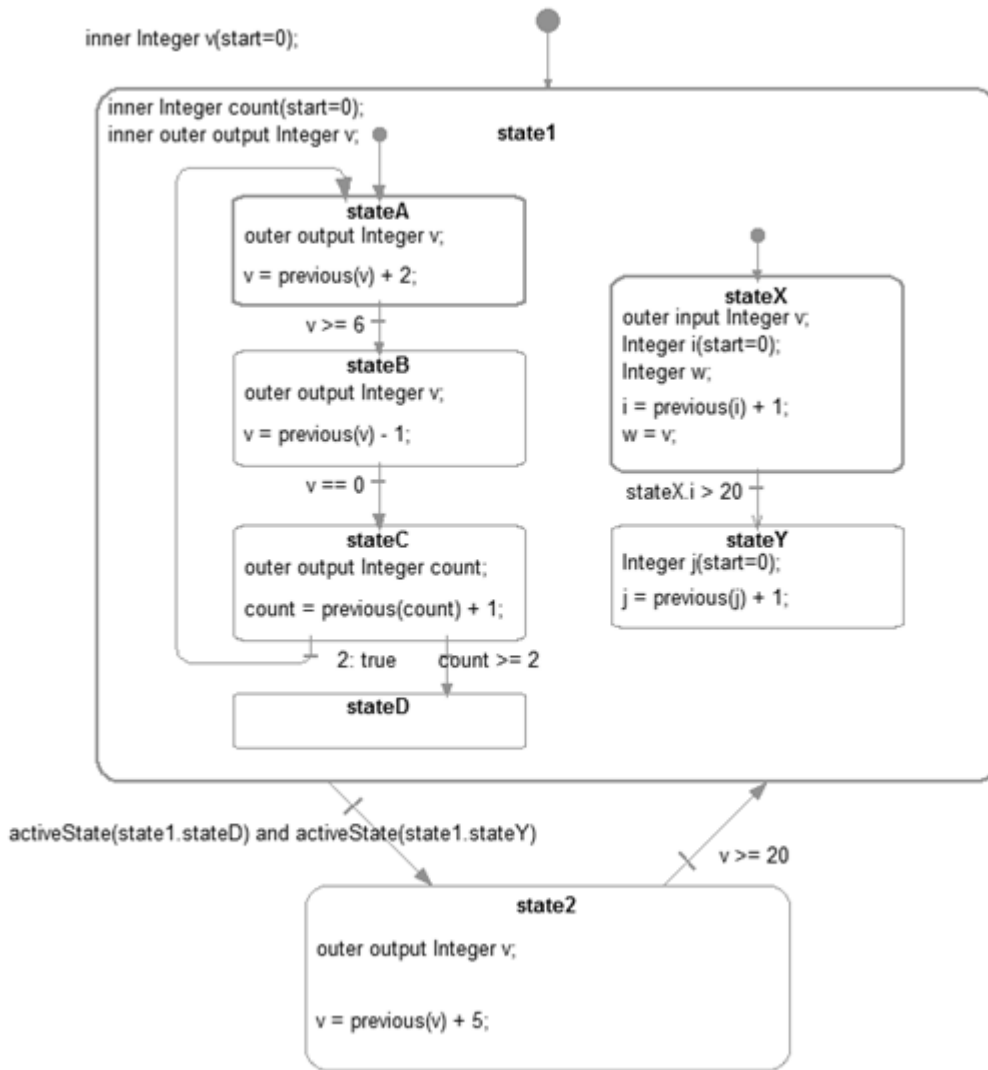 inner Integer v(start=0);
inner Integer count(start=0);
inner outer output Integer v;
state1
stateA
outer output Integer v;
v = previous(v) + 2;
v >= 6
stateB
outer output Integer v;
v = previous(v) - 1;
v == 0
stateC
outer output Integer count;
count = previous(count) + 1;
2: true
count >= 2
stateD
stateX
outer input Integer v;
Integer i(start=0);
Integer w;
i = previous(i) + 1;
w = v;
stateX.i > 20
stateY
Integer j(start=0);
j = previous(j) + 1;
activeState(state1.stateD) and activeState(state1.stateY)
v >= 20
state2
outer output Integer v;
v = previous(v) + 5;